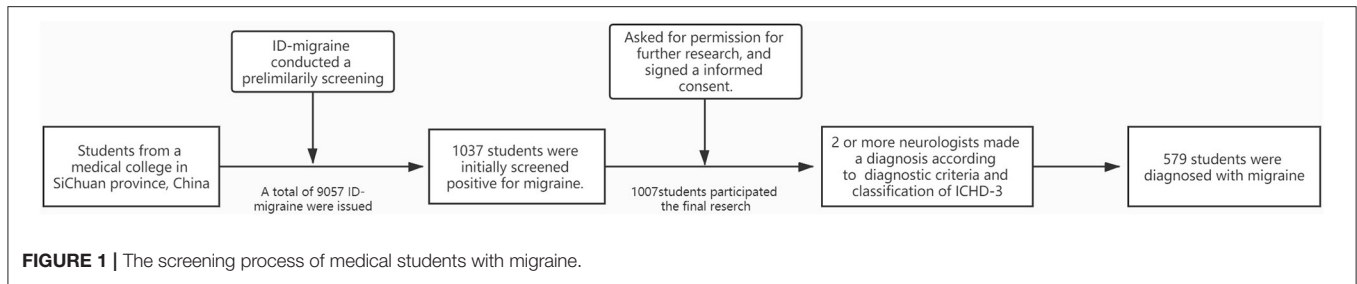 ID-migraine
conducted a
prelimilarily screening
Asked for permission for
further research, and
signed a informed
consent.
Students from a
medical college in
SiChuan province, China
A total of 9057 ID-
migraine were issued
1037 students were
initially screened
positive for migraine.
1007students participated
the final reserch
2 or more neurologists made
a diagnosis according
to diagnostic criteria and
classification of ICHD-3
579 students were
diagnosed with migraine
FIGURE 1 | The screening process of medical students with migraine.